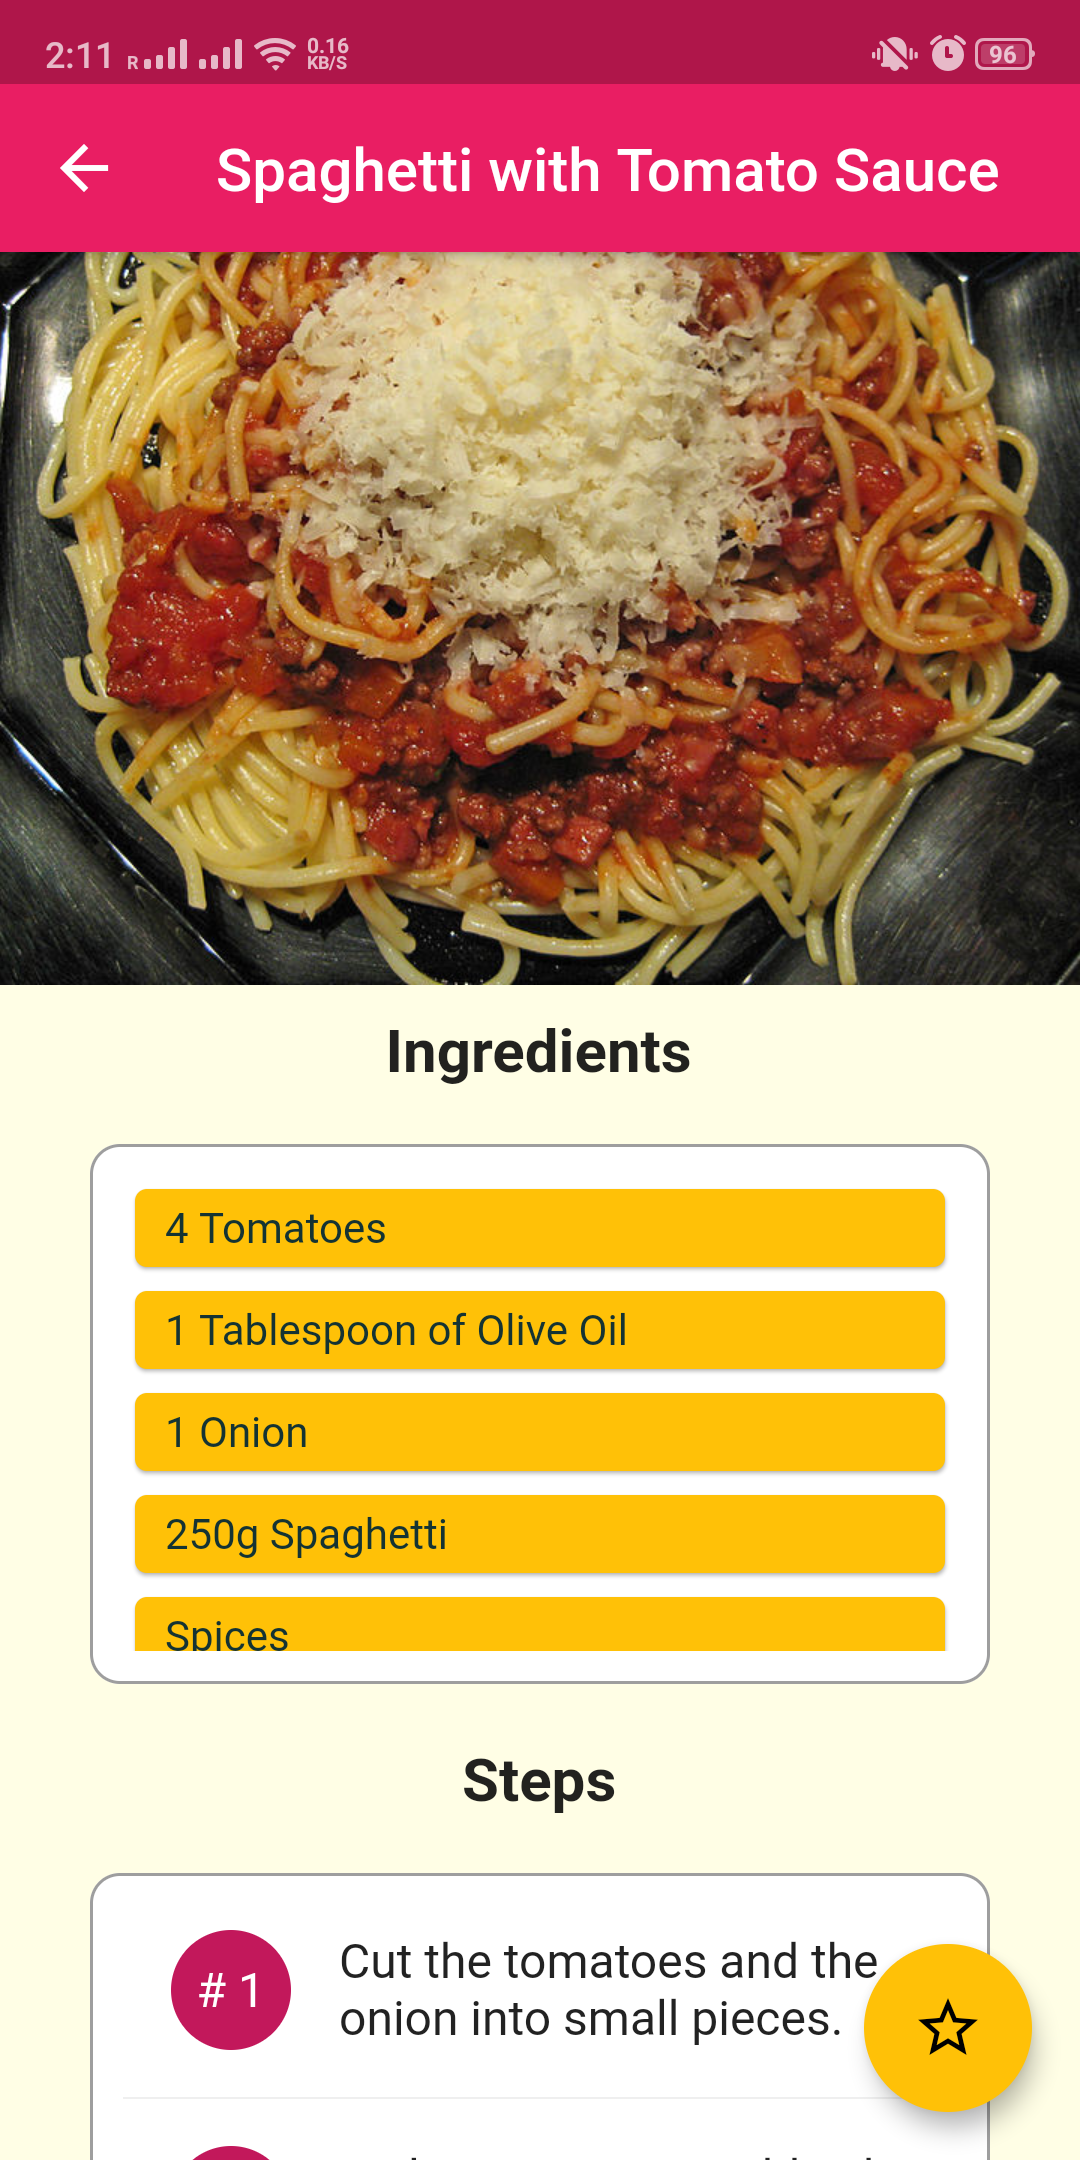 2:11 R 0.16 KB/S 96
Spaghetti with Tomato Sauce
Ingredients
4 Tomatoes
1 Tablespoon of Olive Oil
1 Onion
250g Spaghetti
Spices
Steps
# 1 Cut the tomatoes and the
onion into small pieces.